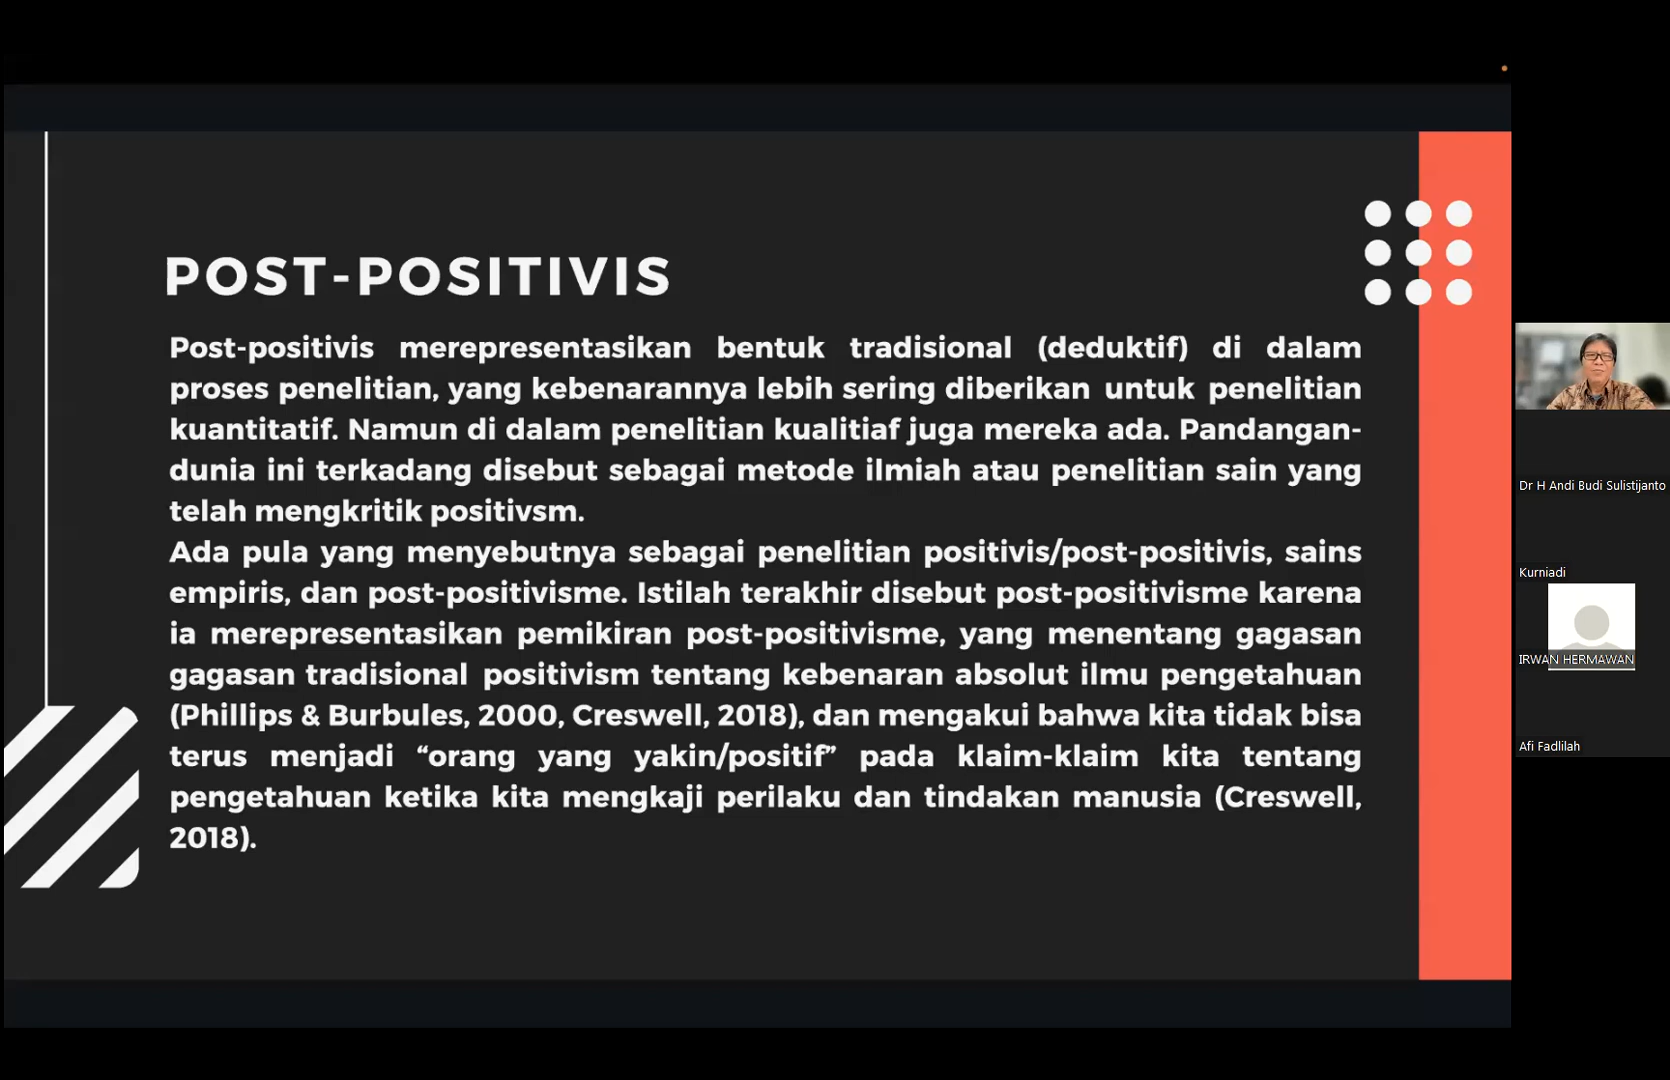 POST-POSITIVIS
Post-positivis merepresentasikan bentuk tradisional (deduktif) di dalam
proses penelitian, yang kebenarannya lebih sering diberikan untuk penelitian
kuantitatif. Namun di dalam penelitian kualitiaf juga mereka ada. Pandangan-
dunia ini terkadang disebut sebagai metode ilmiah atau penelitian sain yang
telah mengkritik positivsm.
Ada pula yang menyebutnya sebagai penelitian positivis/post-positivis, sains
empiris, dan post-positivisme. Istilah terakhir disebut post-positivisme karena
ia merepresentasikan pemikiran post-positivisme, yang menentang gagasan
gagasan tradisional positivism tentang kebenaran absolut ilmu pengetahuan
(Phillips & Burbules, 2000, Creswell, 2018), dan mengakui bahwa kita tidak bisa
terus menjadi “orang yang yakin/positif” pada klaim-klaim kita tentang
pengetahuan ketika kita mengkaji perilaku dan tindakan manusia (Creswell,
2018).
Dr H Andi Budi Sulistijanto
Kurniadi
IRWAN HERMAWAN
Afi Fadlilah